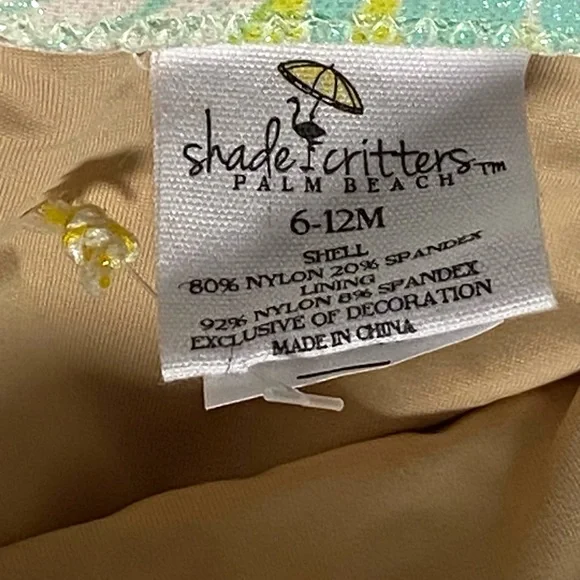 shade critters™
PALM BEACH
6-12M
SHELL
80% NYLON 20% SPANDEX
LINING
92% NYLON 8% SPANDEX
EXCLUSIVE OF DECORATION
MADE IN CHINA